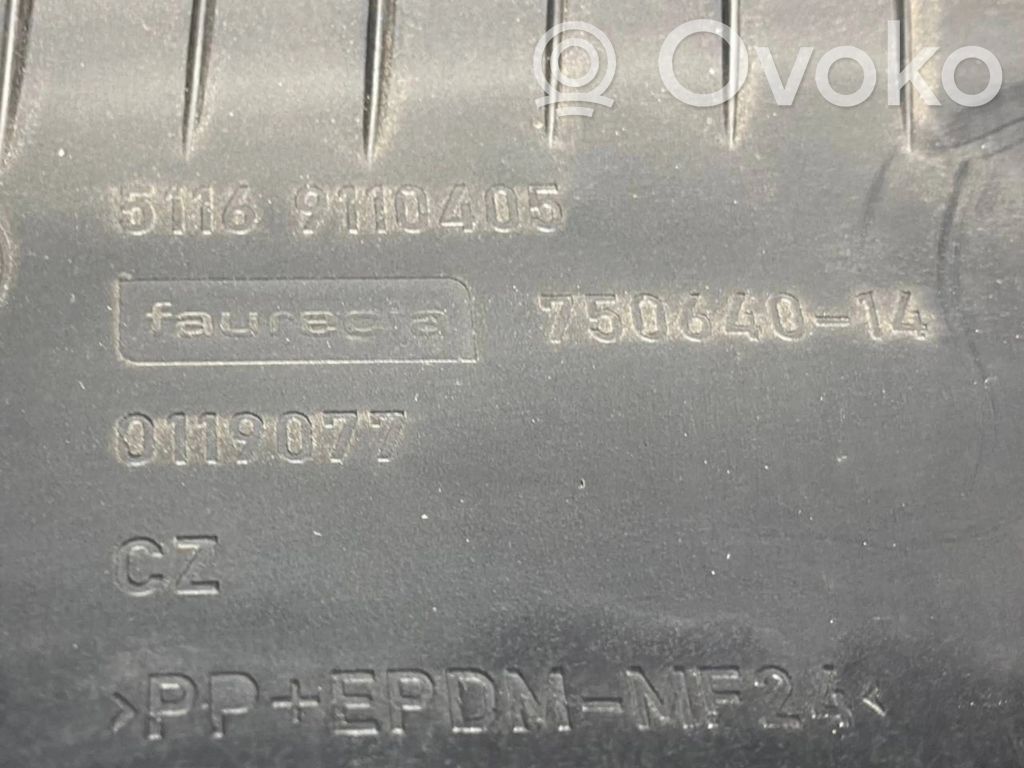 Ovoko
5116 9110405
faurecia 750640-14
0119077
CZ
>PP+EPDM-MF24<